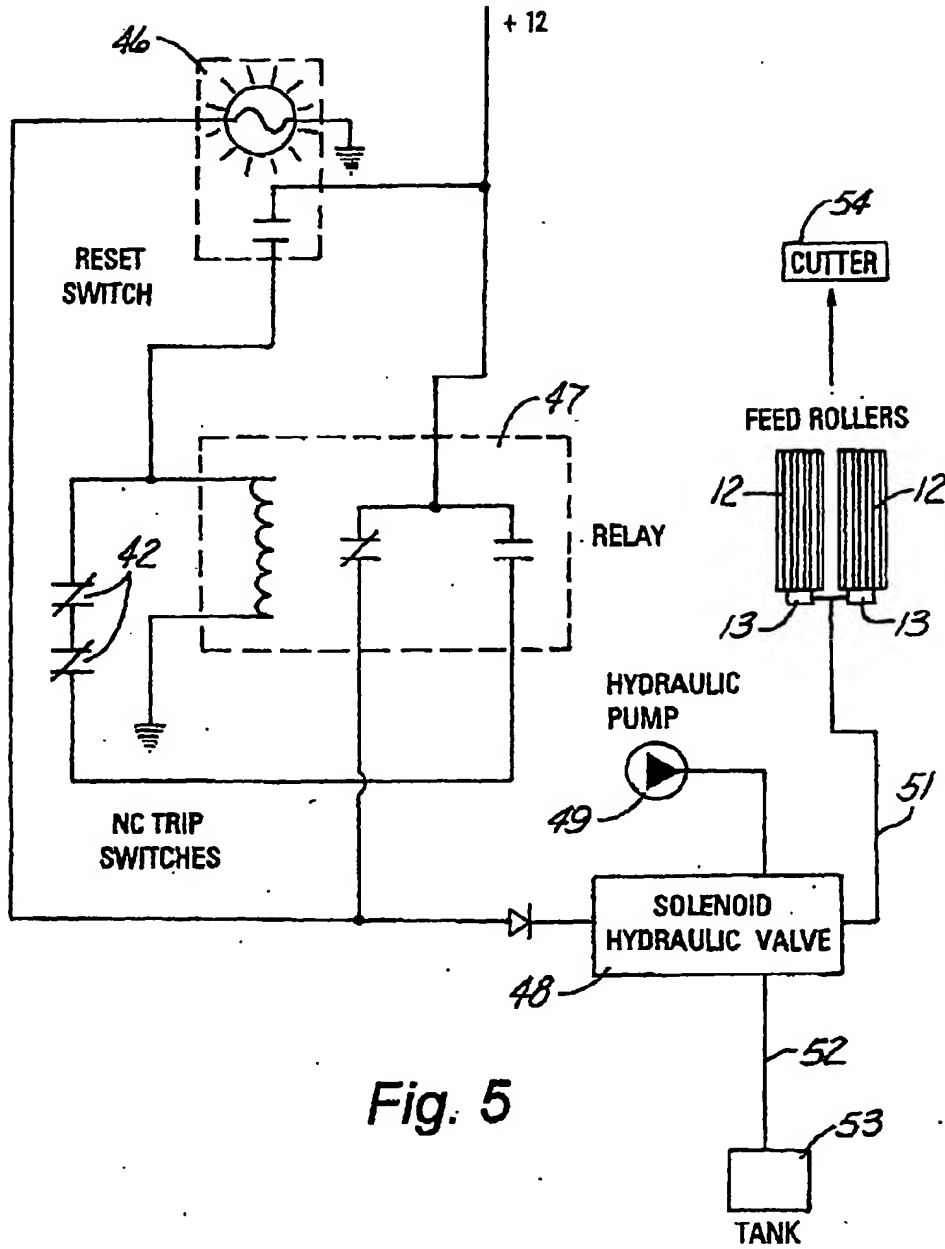 46
+ 12
54
CUTTER
RESET
SWITCH
47
FEED ROLLERS
12
12
RELAY
42
13
13
HYDRAULIC
PUMP
49
51
NC TRIP
SWITCHES
SOLENOID
HYDRAULIC VALVE
48
52
Fig. 5
53
TANK